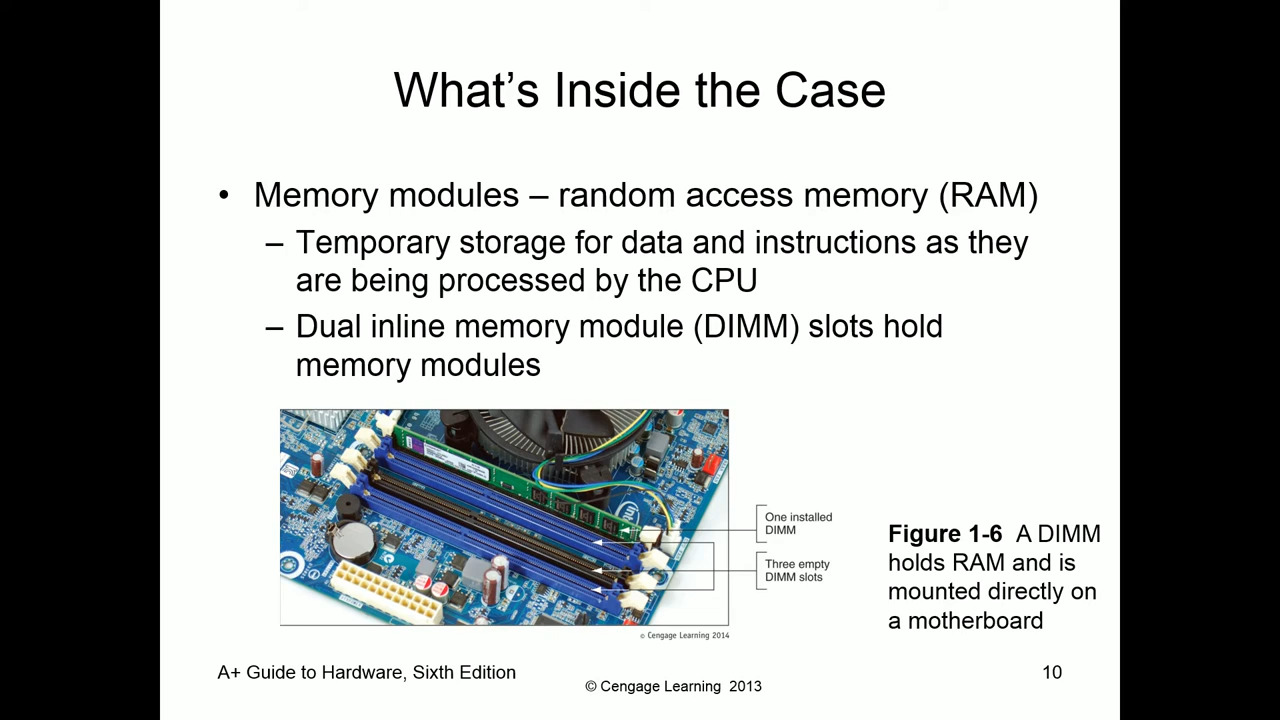 What’s Inside the Case
• Memory modules – random access memory (RAM)
– Temporary storage for data and instructions as they
are being processed by the CPU
– Dual inline memory module (DIMM) slots hold
memory modules
intel
One installed
DIMM
Three empty
DIMM slots
© Cengage Learning 2014
Figure 1-6 A DIMM
holds RAM and is
mounted directly on
a motherboard
A+ Guide to Hardware, Sixth Edition
© Cengage Learning 2013
10